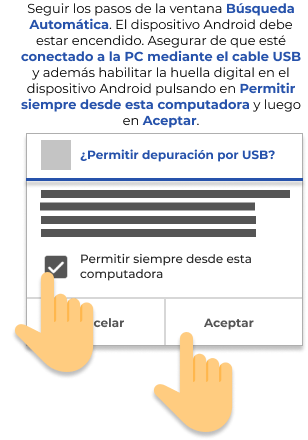 Seguir los pasos de la ventana Búsqueda
Automática. El dispositivo Android debe
estar encendido. Asegurar de que esté
conectado a la PC mediante el cable USB
y además habilitar la huella digital en el
dispositivo Android pulsando en Permitir
siempre desde esta computadora y luego
en Aceptar.
¿Permitir depuración por USB?
Permitir siempre desde esta
computadora
celar
Aceptar